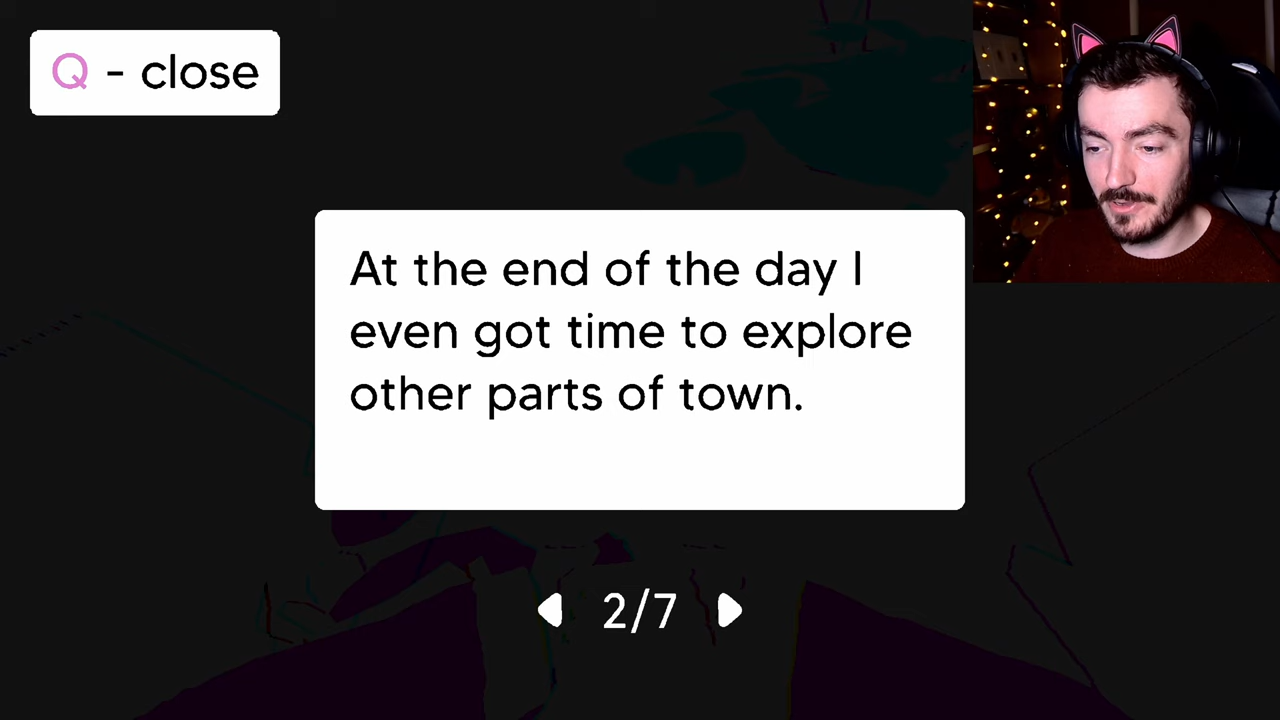 Q - close
At the end of the day I
even got time to explore
other parts of town.
2/7